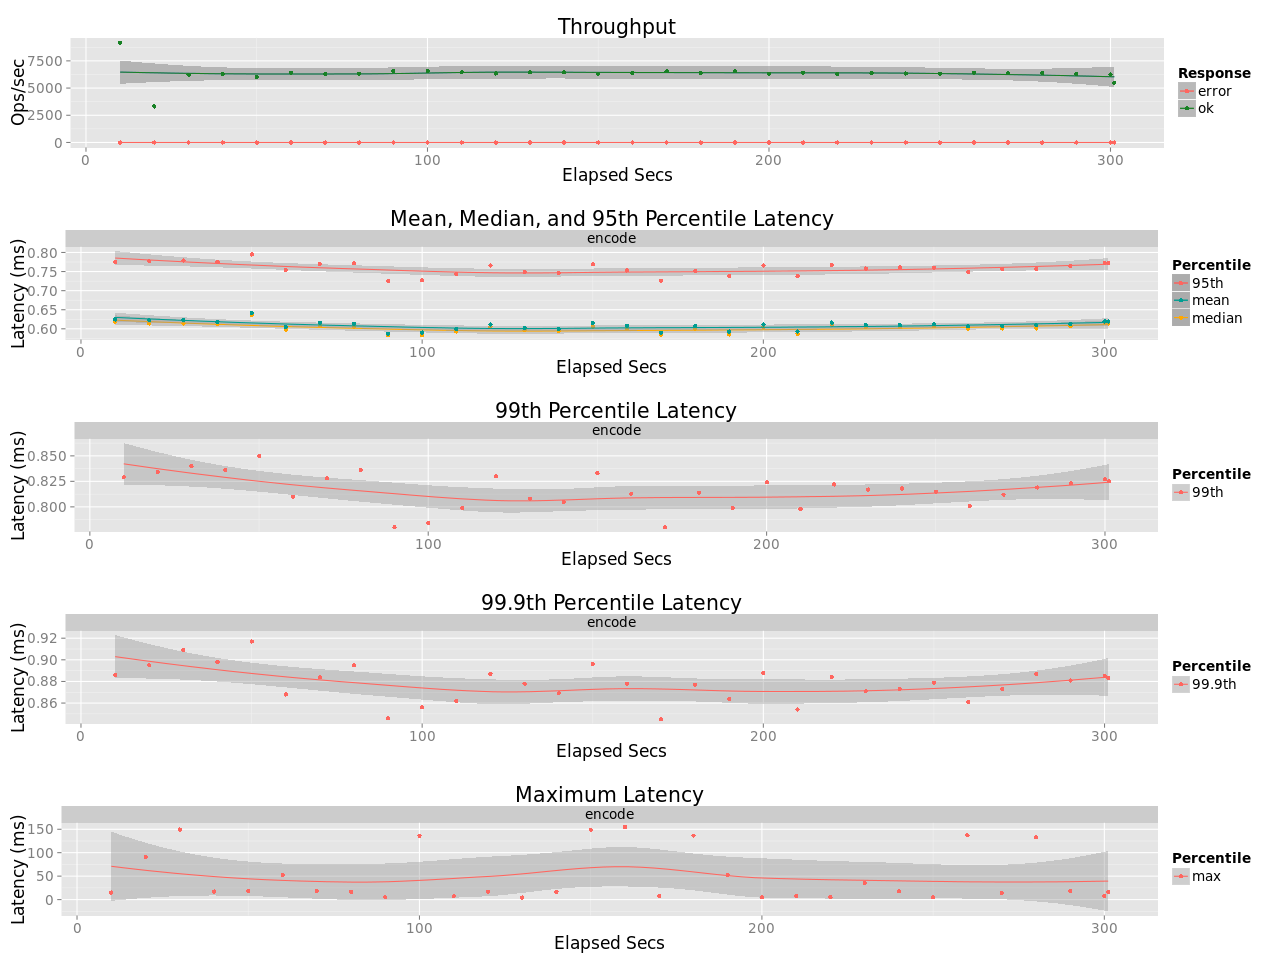 Throughput
Ops/sec
7500
5000
2500
0
0 100 200 300
Elapsed Secs
Response
error
ok
Mean, Median, and 95th Percentile Latency
encode
Latency (ms)
0.80
0.75
0.70
0.65
0.60
0 100 200 300
Elapsed Secs
Percentile
95th
mean
median
99th Percentile Latency
encode
Latency (ms)
0.850
0.825
0.800
0 100 200 300
Elapsed Secs
Percentile
99th
99.9th Percentile Latency
encode
Latency (ms)
0.92
0.90
0.88
0.86
0 100 200 300
Elapsed Secs
Percentile
99.9th
Maximum Latency
encode
Latency (ms)
150
100
50
0
0 100 200 300
Elapsed Secs
Percentile
max